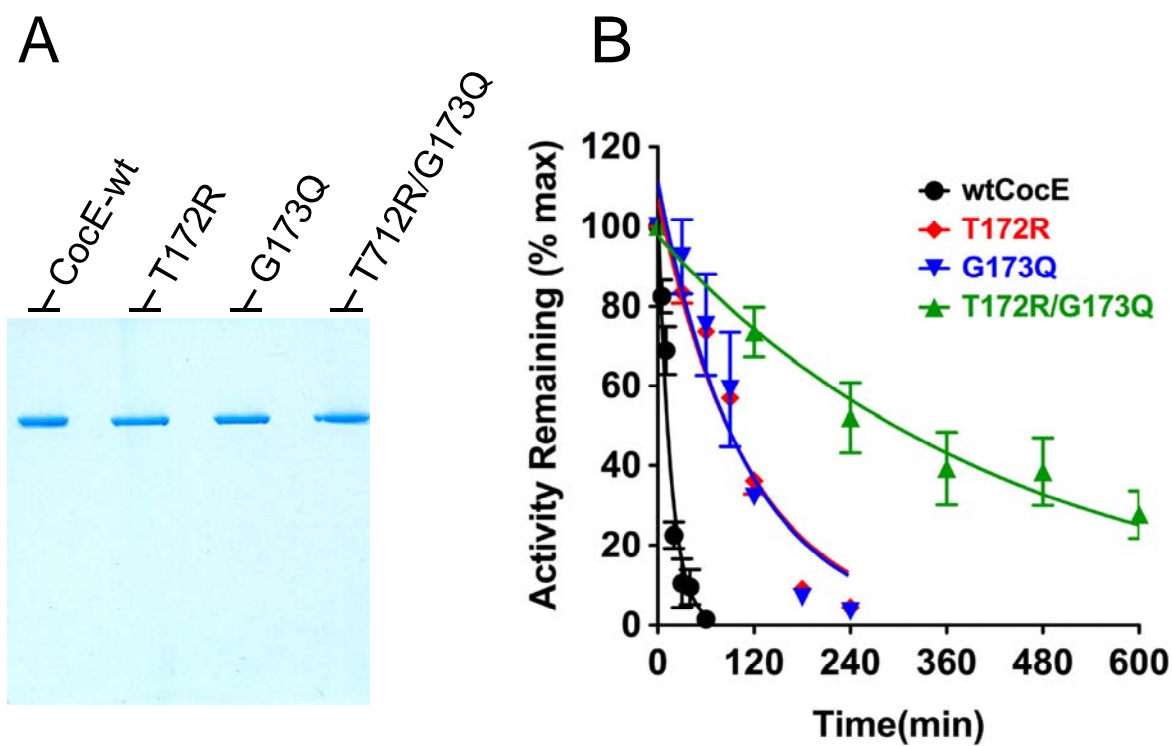 A
CocE-wt
T172R
G173Q
T712R/G173Q
B
Activity Remaining (% max)
120
100
80
60
40
20
0
wtCocE
T172R
G173Q
T172R/G173Q
0 120 240 360 480 600
Time(min)